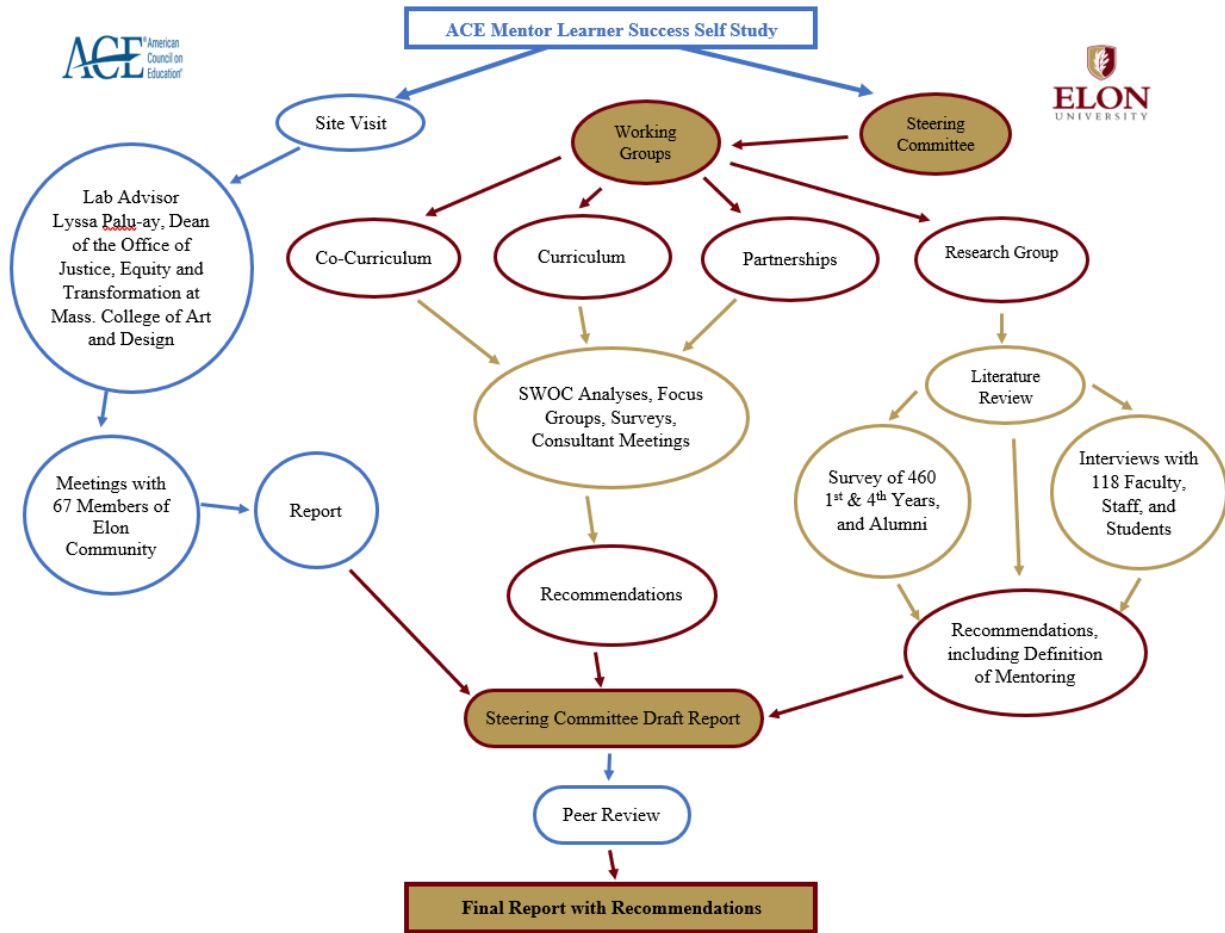 ACE Mentor Learner Success Self Study
ACE® American
Council on
Education®
ELON
UNIVERSITY
Site Visit
Working
Groups
Steering
Committee
Lab Advisor
Lyssa Palu-ay, Dean
of the Office of
Justice, Equity and
Transformation at
Mass. College of Art
and Design
Co-Curriculum
Curriculum
Partnerships
Research Group
SWOC Analyses, Focus
Groups, Surveys,
Consultant Meetings
Literature
Review
Survey of 460
1st & 4th Years,
and Alumni
Interviews with
118 Faculty,
Staff, and
Students
Meetings with
67 Members of
Elon
Community
Report
Recommendations
Recommendations,
including Definition
of Mentoring
Steering Committee Draft Report
Peer Review
Final Report with Recommendations